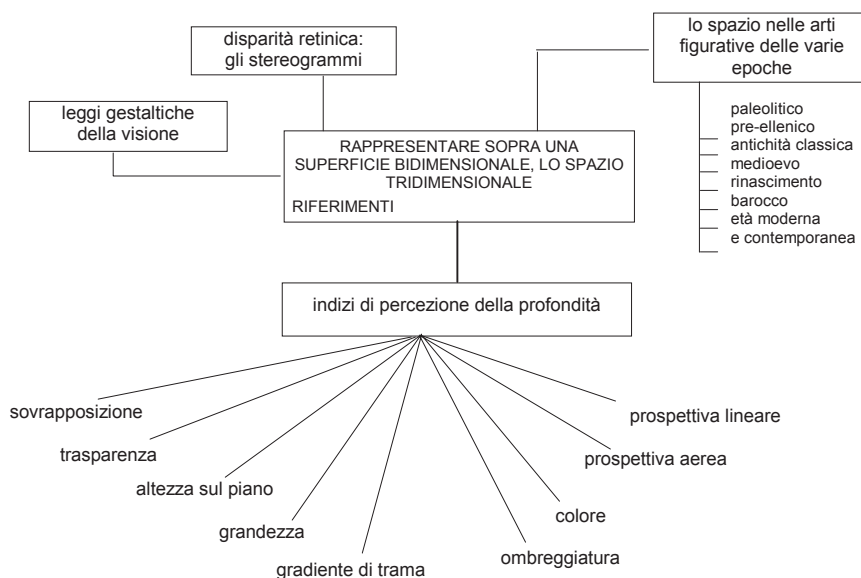 disparità retinica:
gli stereogrammi
lo spazio nelle arti
figurative delle varie
epoche
leggi gestaltiche
della visione
paleolitico
pre-ellenico
antichità classica
medioevo
rinascimento
barocco
età moderna
e contemporanea
RAPPRESENTARE SOPRA UNA
SUPERFICIE BIDIMENSIONALE, LO SPAZIO
TRIDIMENSIONALE
RIFERIMENTI
indizi di percezione della profondità
sovrapposizione
trasparenza
altezza sul piano
grandezza
gradiente di trama
ombreggiatura
colore
prospettiva aerea
prospettiva lineare